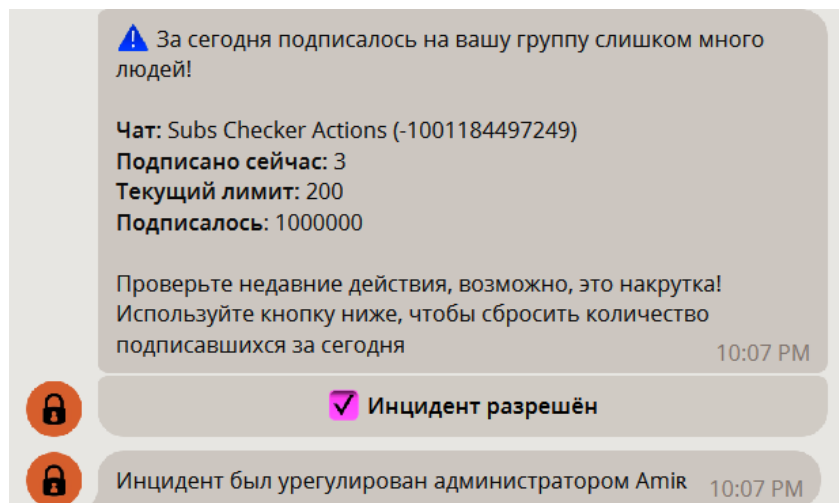 За сегодня подписалось на вашу группу слишком много
людей!
Чат: Subs Checker Actions (-1001184497249)
Подписано сейчас: 3
Текущий лимит: 200
Подписалось: 1000000
Проверьте недавние действия, возможно, это накрутка!
Используйте кнопку ниже, чтобы сбросить количество
подписавшихся за сегодня
10:07 PM
Инцидент разрешён
Инцидент был урегулирован администратором Amiʀ
10:07 PM